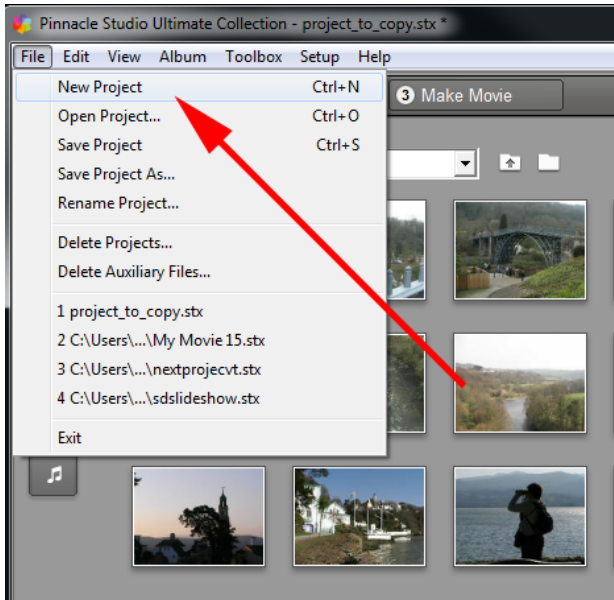 Pinnacle Studio Ultimate Collection - project_to_copy.stx *
File Edit View Album Toolbox Setup Help
New Project Ctrl+N
3 Make Movie
Open Project... Ctrl+O
Save Project Ctrl+S
Save Project As...
Rename Project...
Delete Projects...
Delete Auxiliary Files...
1 project_to_copy.stx
2 C:\Users\...\My Movie 15.stx
3 C:\Users\...\nextprojecvt.stx
4 C:\Users\...\sdslideshow.stx
Exit